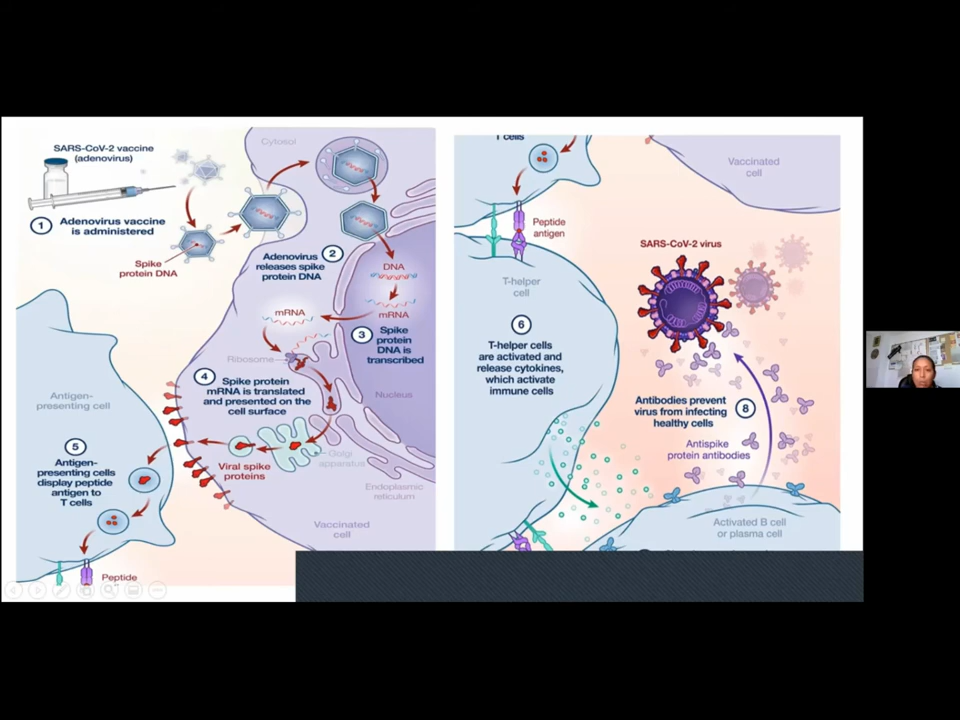 SARS-CoV-2 vaccine
(adenovirus)
1 Adenovirus vaccine
is administered
Spike
protein DNA
Cytosol
Adenovirus 2
releases spike
protein DNA
DNA
mRNA
mRNA
3 Spike
protein
DNA is
transcribed
Ribosome
Nucleus
4 Spike protein
mRNA is translated
and presented on the
cell surface
Antigen-
presenting cell
5
Antigen-
presenting cells
display peptide
antigen to
T cells
Viral spike
proteins
Golgi
apparatus
Endoplasmic
reticulum
Vaccinated
cell
Peptide
T cells
Peptide
antigen
Vaccinated
cell
SARS-CoV-2 virus
T-helper
cell
6
T-helper cells
are activated and
release cytokines,
which activate
immune cells
Antibodies prevent
virus from infecting
healthy cells
8
Antispike
protein antibodies
Activated B cell
or plasma cell